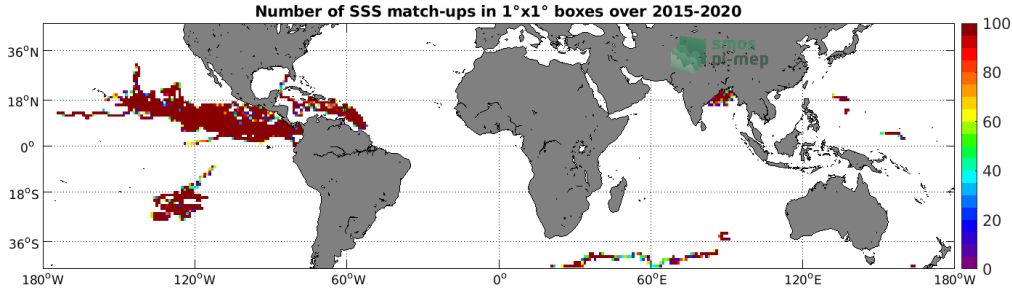 Number of SSS match-ups in 1°x1° boxes over 2015-2020
smos
pi-mep
36°N
18°N
0°
18°S
36°S
180°W
120°W
60°W
0°
60°E
120°E
180°W
100
80
60
40
20
0